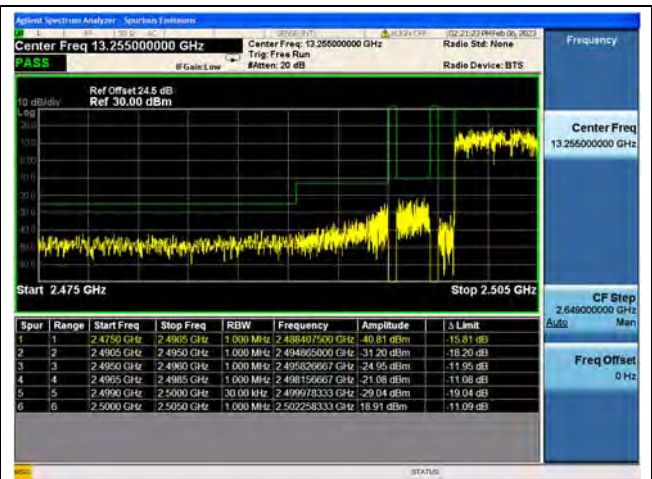 Agilent Spectrum Analyzer - Spurious Emissions
02:21:23 PM Feb 06, 2023
Center Freq 13.255000000 GHz
Center Freq: 13.255000000 GHz
Radio Std: None
Trig: Free Run
PASS
IFGain:Low
#Atten: 20 dB
Radio Device: BTS
Frequency
Ref Offset 24.5 dB
10 dB/div
Ref 30.00 dBm
Log
Center Freq
13.255000000 GHz
Start 2.475 GHz
Stop 2.505 GHz
CF Step
2.649000000 GHz
Auto
Man
Freq Offset
0 Hz
Spur Range Start Freq Stop Freq RBW Frequency Amplitude Δ Limit
1 1 2.4750 GHz 2.4905 GHz 1.000 MHz 2.488407500 GHz -40.81 dBm -15.81 dB
2 2 2.4905 GHz 2.4950 GHz 1.000 MHz 2.494865000 GHz -31.20 dBm -18.20 dB
3 3 2.4950 GHz 2.4960 GHz 1.000 MHz 2.495826667 GHz -24.95 dBm -11.95 dB
4 4 2.4965 GHz 2.4985 GHz 1.000 MHz 2.498156667 GHz -21.08 dBm -11.08 dB
5 5 2.4990 GHz 2.5000 GHz 30.00 kHz 2.499978333 GHz -29.04 dBm -19.04 dB
6 6 2.5000 GHz 2.5050 GHz 1.000 MHz 2.502258333 GHz 18.91 dBm -11.09 dB
MSG
STATUS